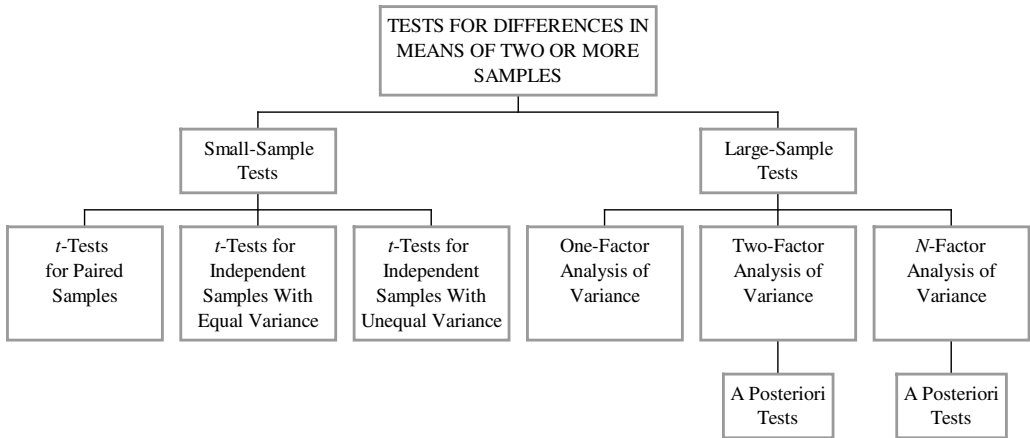 TESTS FOR DIFFERENCES IN
MEANS OF TWO OR MORE
SAMPLES
Small-Sample
Tests
Large-Sample
Tests
t-Tests
for Paired
Samples
t-Tests for
Independent
Samples With
Equal Variance
t-Tests for
Independent
Samples With
Unequal Variance
One-Factor
Analysis of
Variance
Two-Factor
Analysis of
Variance
N-Factor
Analysis of
Variance
A Posteriori
Tests
A Posteriori
Tests